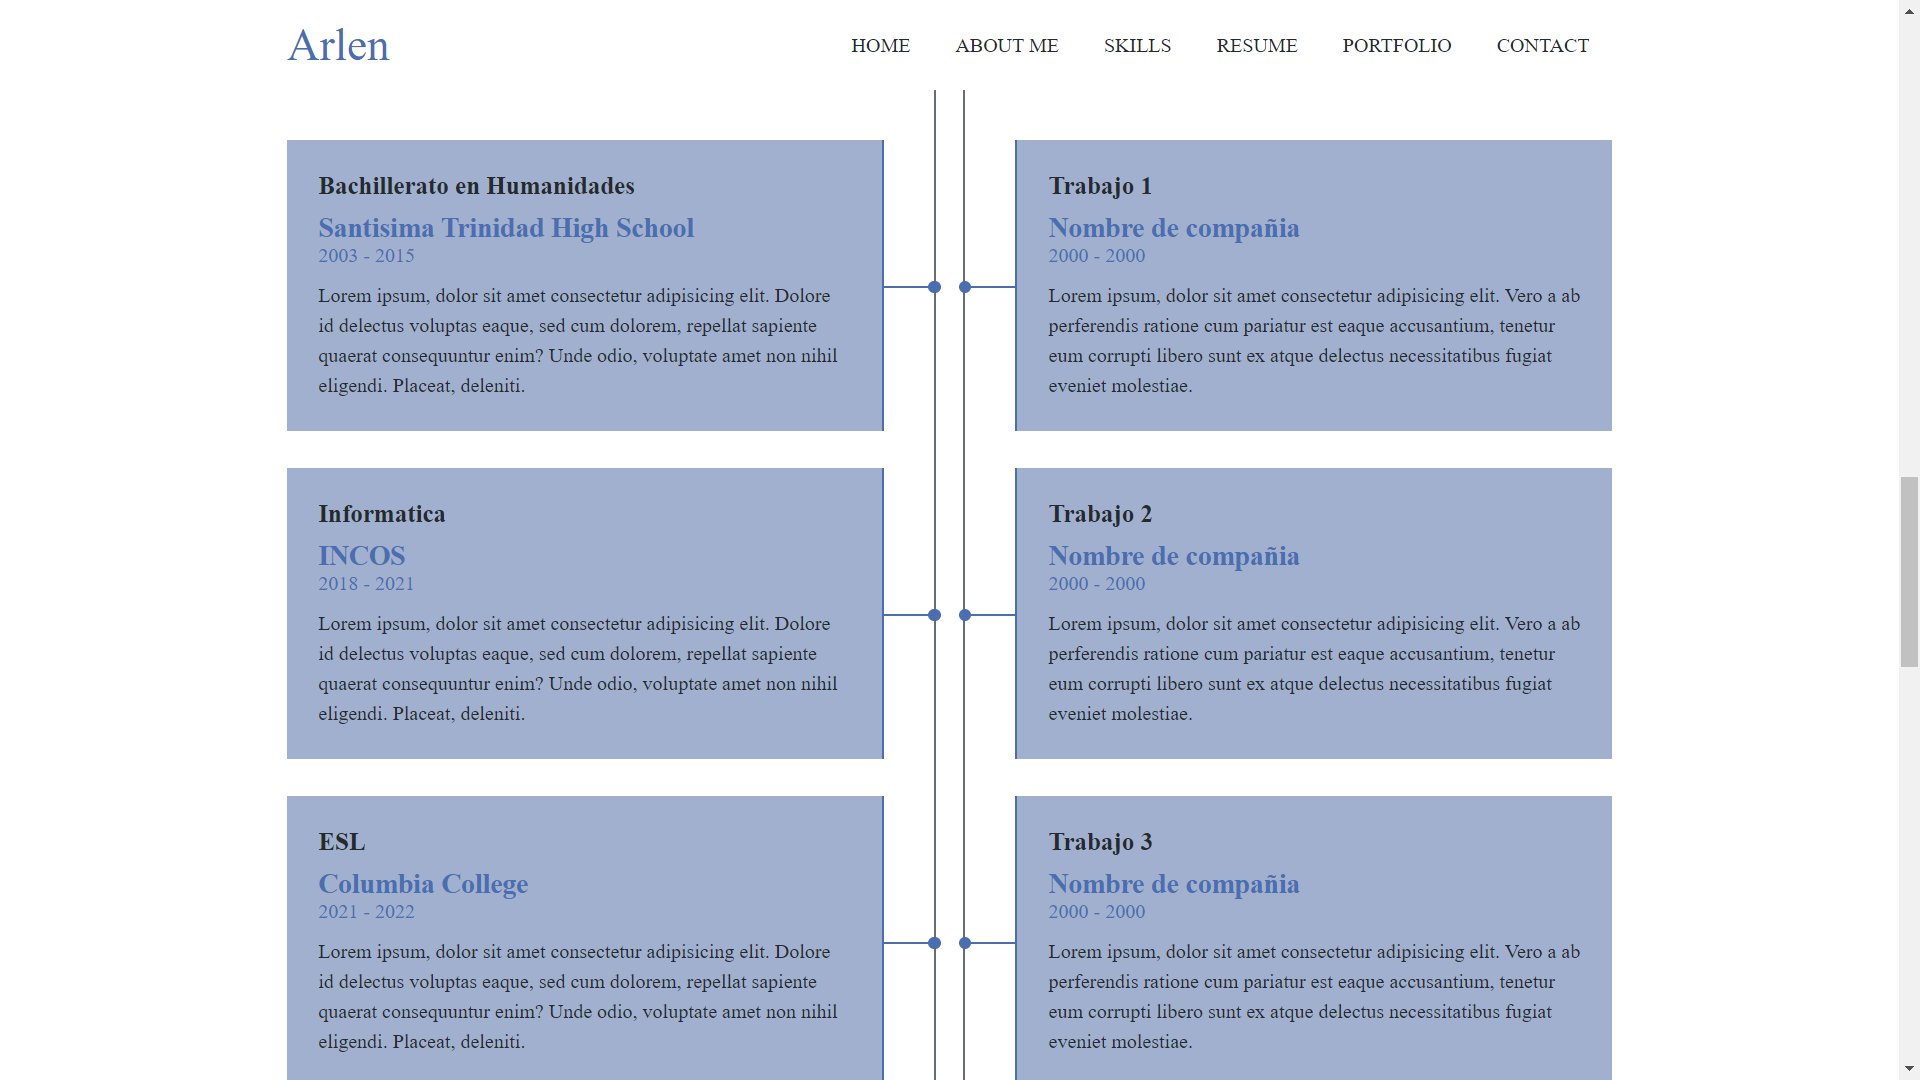 Arlen
HOME ABOUT ME SKILLS RESUME PORTFOLIO CONTACT
Bachillerato en Humanidades
Santisima Trinidad High School
2003 - 2015
Lorem ipsum, dolor sit amet consectetur adipisicing elit. Dolore
id delectus voluptas eaque, sed cum dolorem, repellat sapiente
quaerat consequuntur enim? Unde odio, voluptate amet non nihil
eligendi. Placeat, deleniti.
Informatica
INCOS
2018 - 2021
Lorem ipsum, dolor sit amet consectetur adipisicing elit. Dolore
id delectus voluptas eaque, sed cum dolorem, repellat sapiente
quaerat consequuntur enim? Unde odio, voluptate amet non nihil
eligendi. Placeat, deleniti.
ESL
Columbia College
2021 - 2022
Lorem ipsum, dolor sit amet consectetur adipisicing elit. Dolore
id delectus voluptas eaque, sed cum dolorem, repellat sapiente
quaerat consequuntur enim? Unde odio, voluptate amet non nihil
eligendi. Placeat, deleniti.
Trabajo 1
Nombre de compañia
2000 - 2000
Lorem ipsum, dolor sit amet consectetur adipisicing elit. Vero a ab
perferendis ratione cum pariatur est eaque accusantium, tenetur
eum corrupti libero sunt ex atque delectus necessitatibus fugiat
eveniet molestiae.
Trabajo 2
Nombre de compañia
2000 - 2000
Lorem ipsum, dolor sit amet consectetur adipisicing elit. Vero a ab
perferendis ratione cum pariatur est eaque accusantium, tenetur
eum corrupti libero sunt ex atque delectus necessitatibus fugiat
eveniet molestiae.
Trabajo 3
Nombre de compañia
2000 - 2000
Lorem ipsum, dolor sit amet consectetur adipisicing elit. Vero a ab
perferendis ratione cum pariatur est eaque accusantium, tenetur
eum corrupti libero sunt ex atque delectus necessitatibus fugiat
eveniet molestiae.